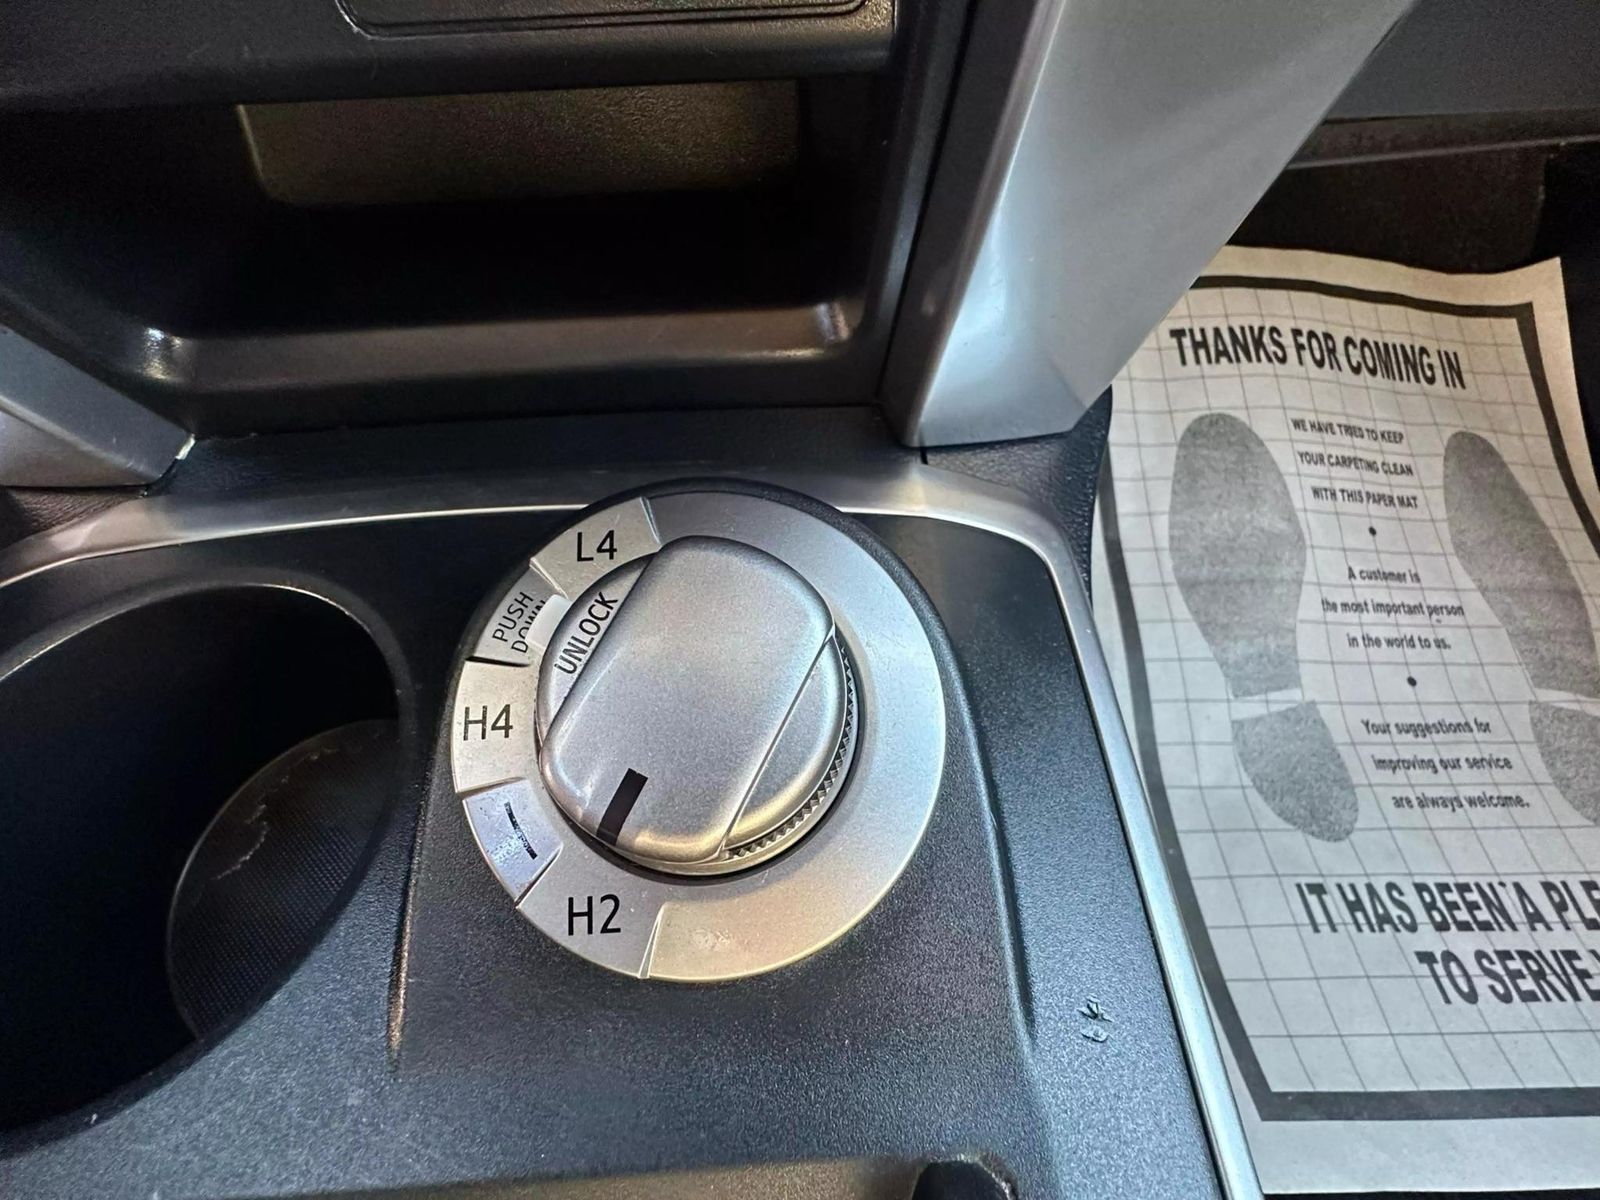 L4
PUSH
DOWN
UNLOCK
H4
H2
THANKS FOR COMING IN
WE HAVE TRIED TO KEEP
YOUR CARPETING CLEAN
WITH THIS PAPER MAT
•
A customer is
the most important person
in the world to us.
•
Your suggestions for
improving our service
are always welcome.
IT HAS BEEN A
TO SERVE